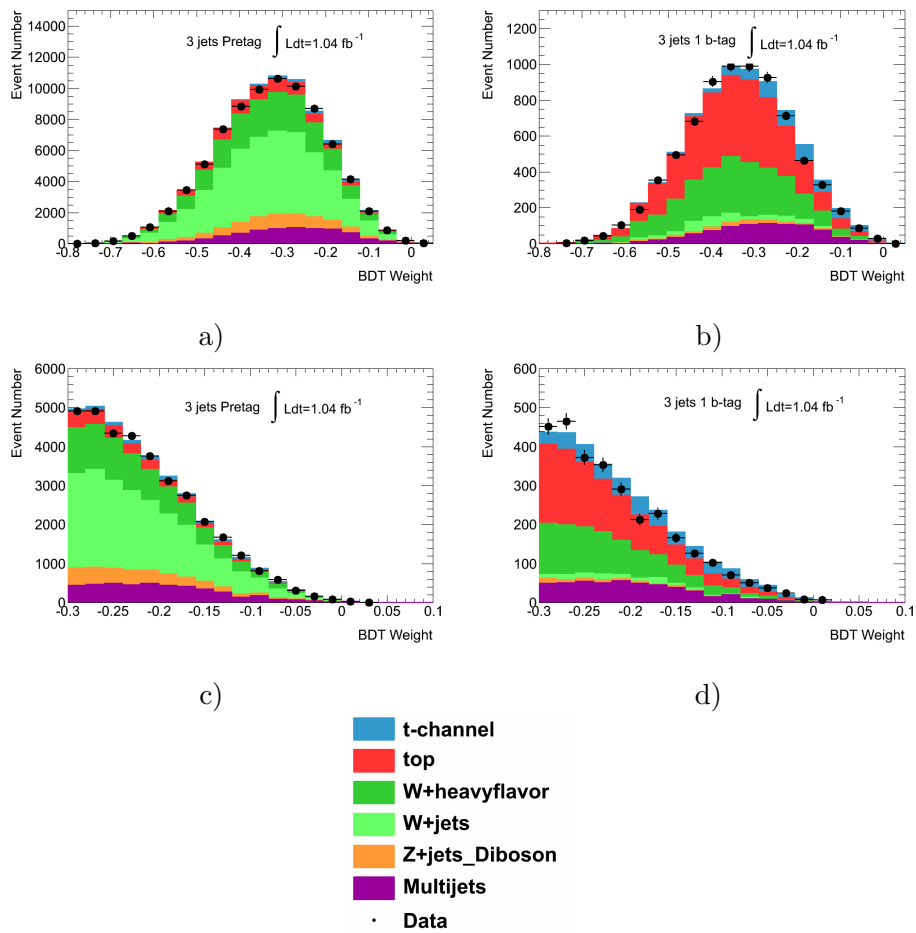 Event Number
14000
12000
10000
8000
6000
4000
2000
0
3 jets Pretag ∫ Ldt=1.04 fb⁻¹
-0.8 -0.7 -0.6 -0.5 -0.4 -0.3 -0.2 -0.1 0
BDT Weight
a)
Event Number
1200
1000
800
600
400
200
0
3 jets 1 b-tag ∫ Ldt=1.04 fb⁻¹
-0.8 -0.7 -0.6 -0.5 -0.4 -0.3 -0.2 -0.1 0 0.1
BDT Weight
b)
Event Number
6000
5000
4000
3000
2000
1000
0
3 jets Pretag ∫ Ldt=1.04 fb⁻¹
-0.3 -0.25 -0.2 -0.15 -0.1 -0.05 0 0.05 0.1
BDT Weight
c)
Event Number
600
500
400
300
200
100
0
3 jets 1 b-tag ∫ Ldt=1.04 fb⁻¹
-0.3 -0.25 -0.2 -0.15 -0.1 -0.05 0 0.05 0.1
BDT Weight
d)
t-channel
top
W+heavyflavor
W+jets
Z+jets_Diboson
Multijets
Data